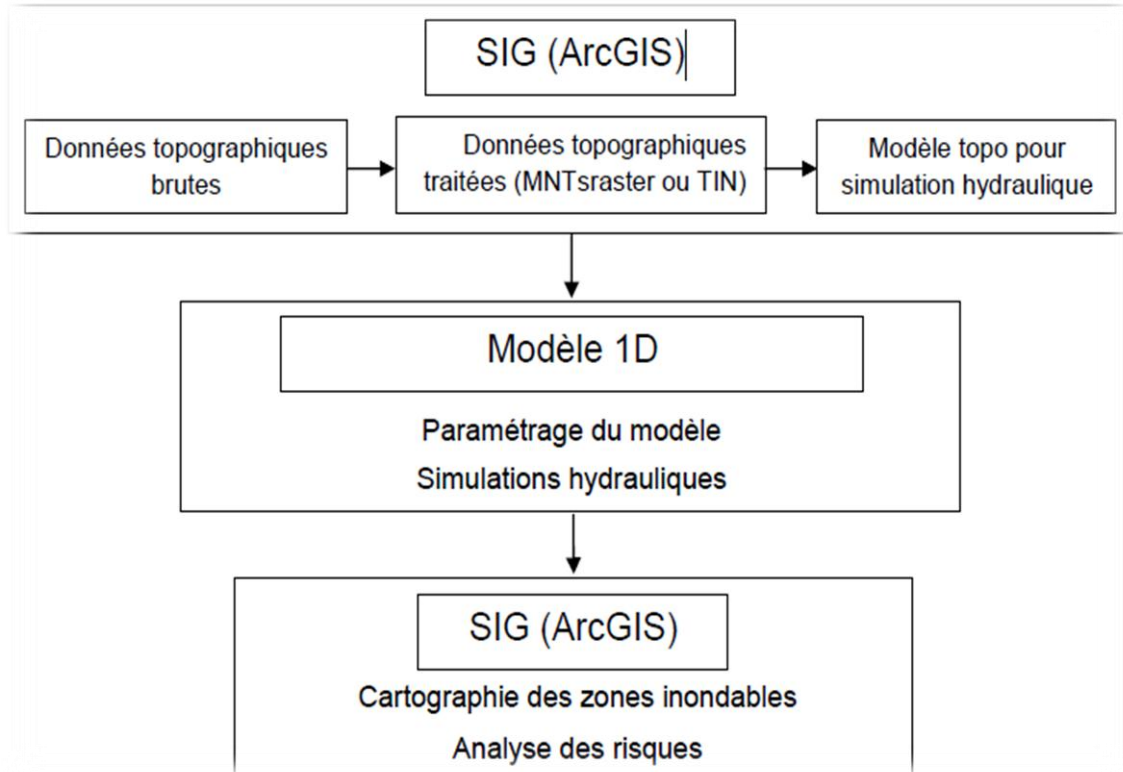 SIG (ArcGIS)
Données topographiques
brutes
Données topographiques
traitées (MNTsraster ou TIN)
Modèle topo pour
simulation hydraulique
Modèle 1D
Paramétrage du modèle
Simulations hydrauliques
SIG (ArcGIS)
Cartographie des zones inondables
Analyse des risques